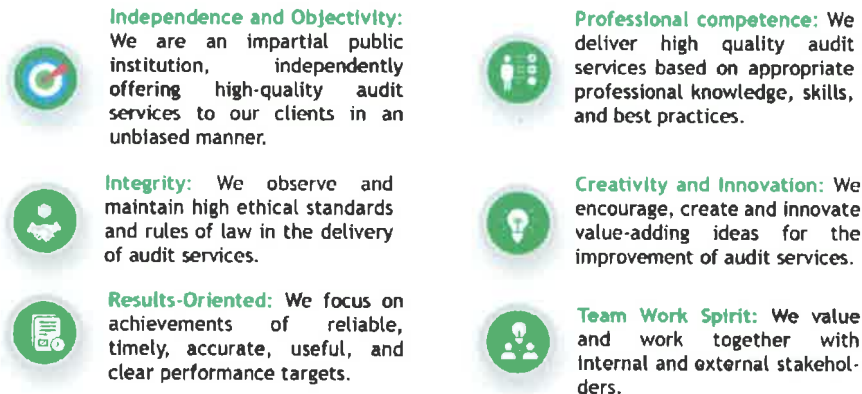 Independence and Objectivity:
We are an impartial public
institution, independently
offering high-quality audit
services to our clients in an
unbiased manner.
Integrity: We observe and
maintain high ethical standards
and rules of law in the delivery
of audit services.
Results-Oriented: We focus on
achievements of reliable,
timely, accurate, useful, and
clear performance targets.
Professional competence: We
deliver high quality audit
services based on appropriate
professional knowledge, skills,
and best practices.
Creativity and Innovation: We
encourage, create and innovate
value-adding ideas for the
improvement of audit services.
Team Work Spirit: We value
and work together with
internal and external stakehol-
ders.